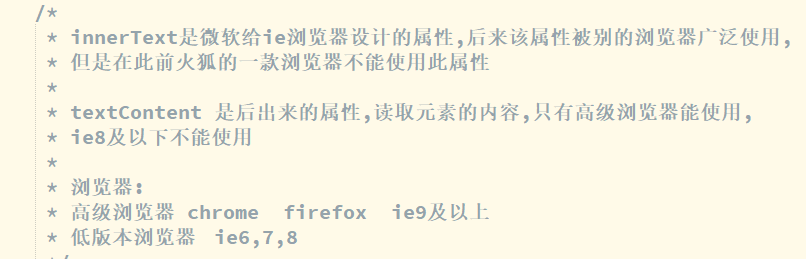 /*
* innerText是微软给ie浏览器设计的属性,后来该属性被别的浏览器广泛使用,
* 但是在此前火狐的一款浏览器不能使用此属性
*
* textContent 是后出来的属性,读取元素的内容,只有高级浏览器能使用,
* ie8及以下不能使用
*
* 浏览器:
* 高级浏览器 chrome  firefox  ie9及以上
* 低版本浏览器  ie6,7,8
*/